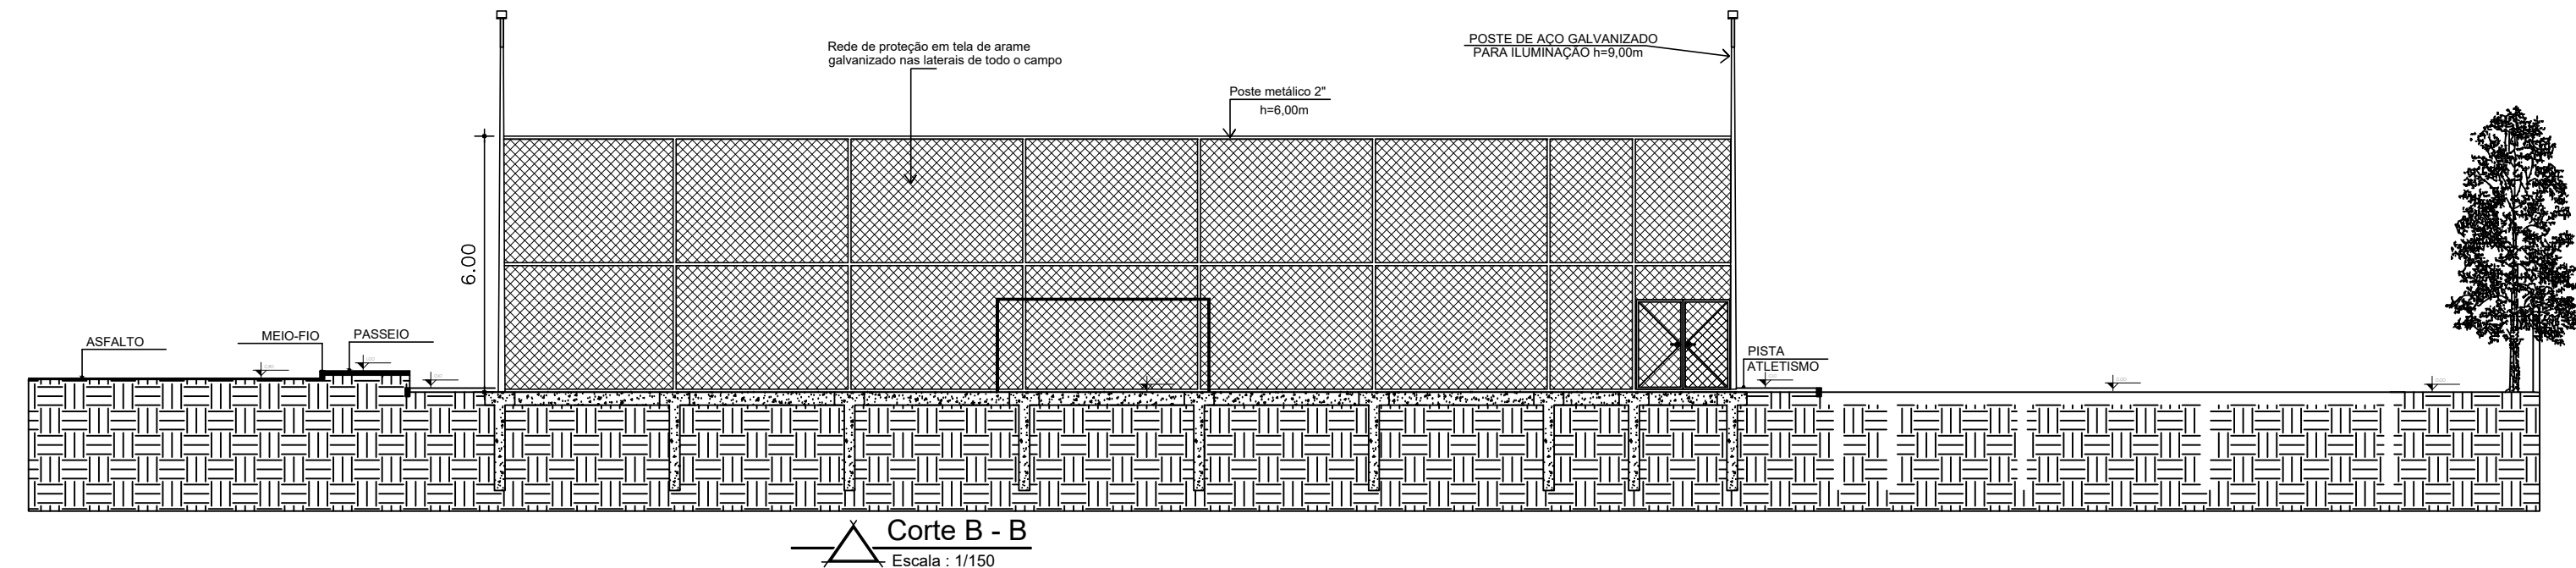 Rede de proteção em tela de arame
galvanizado nas laterais de todo o campo
POSTE DE AÇO GALVANIZADO
PARA ILUMINAÇÃO h=9,00m
Poste metálico 2"
h=6,00m
6.00
ASFALTO
MEIO-FIO
PASSEIO
PISTA
ATLETISMO
Corte B - B
Escala : 1/150